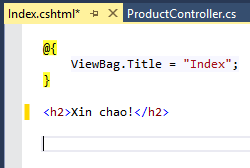 Index.cshtml* ProductController.cs
@{
ViewBag.Title = "Index";
}
<h2>Xin chao!</h2>